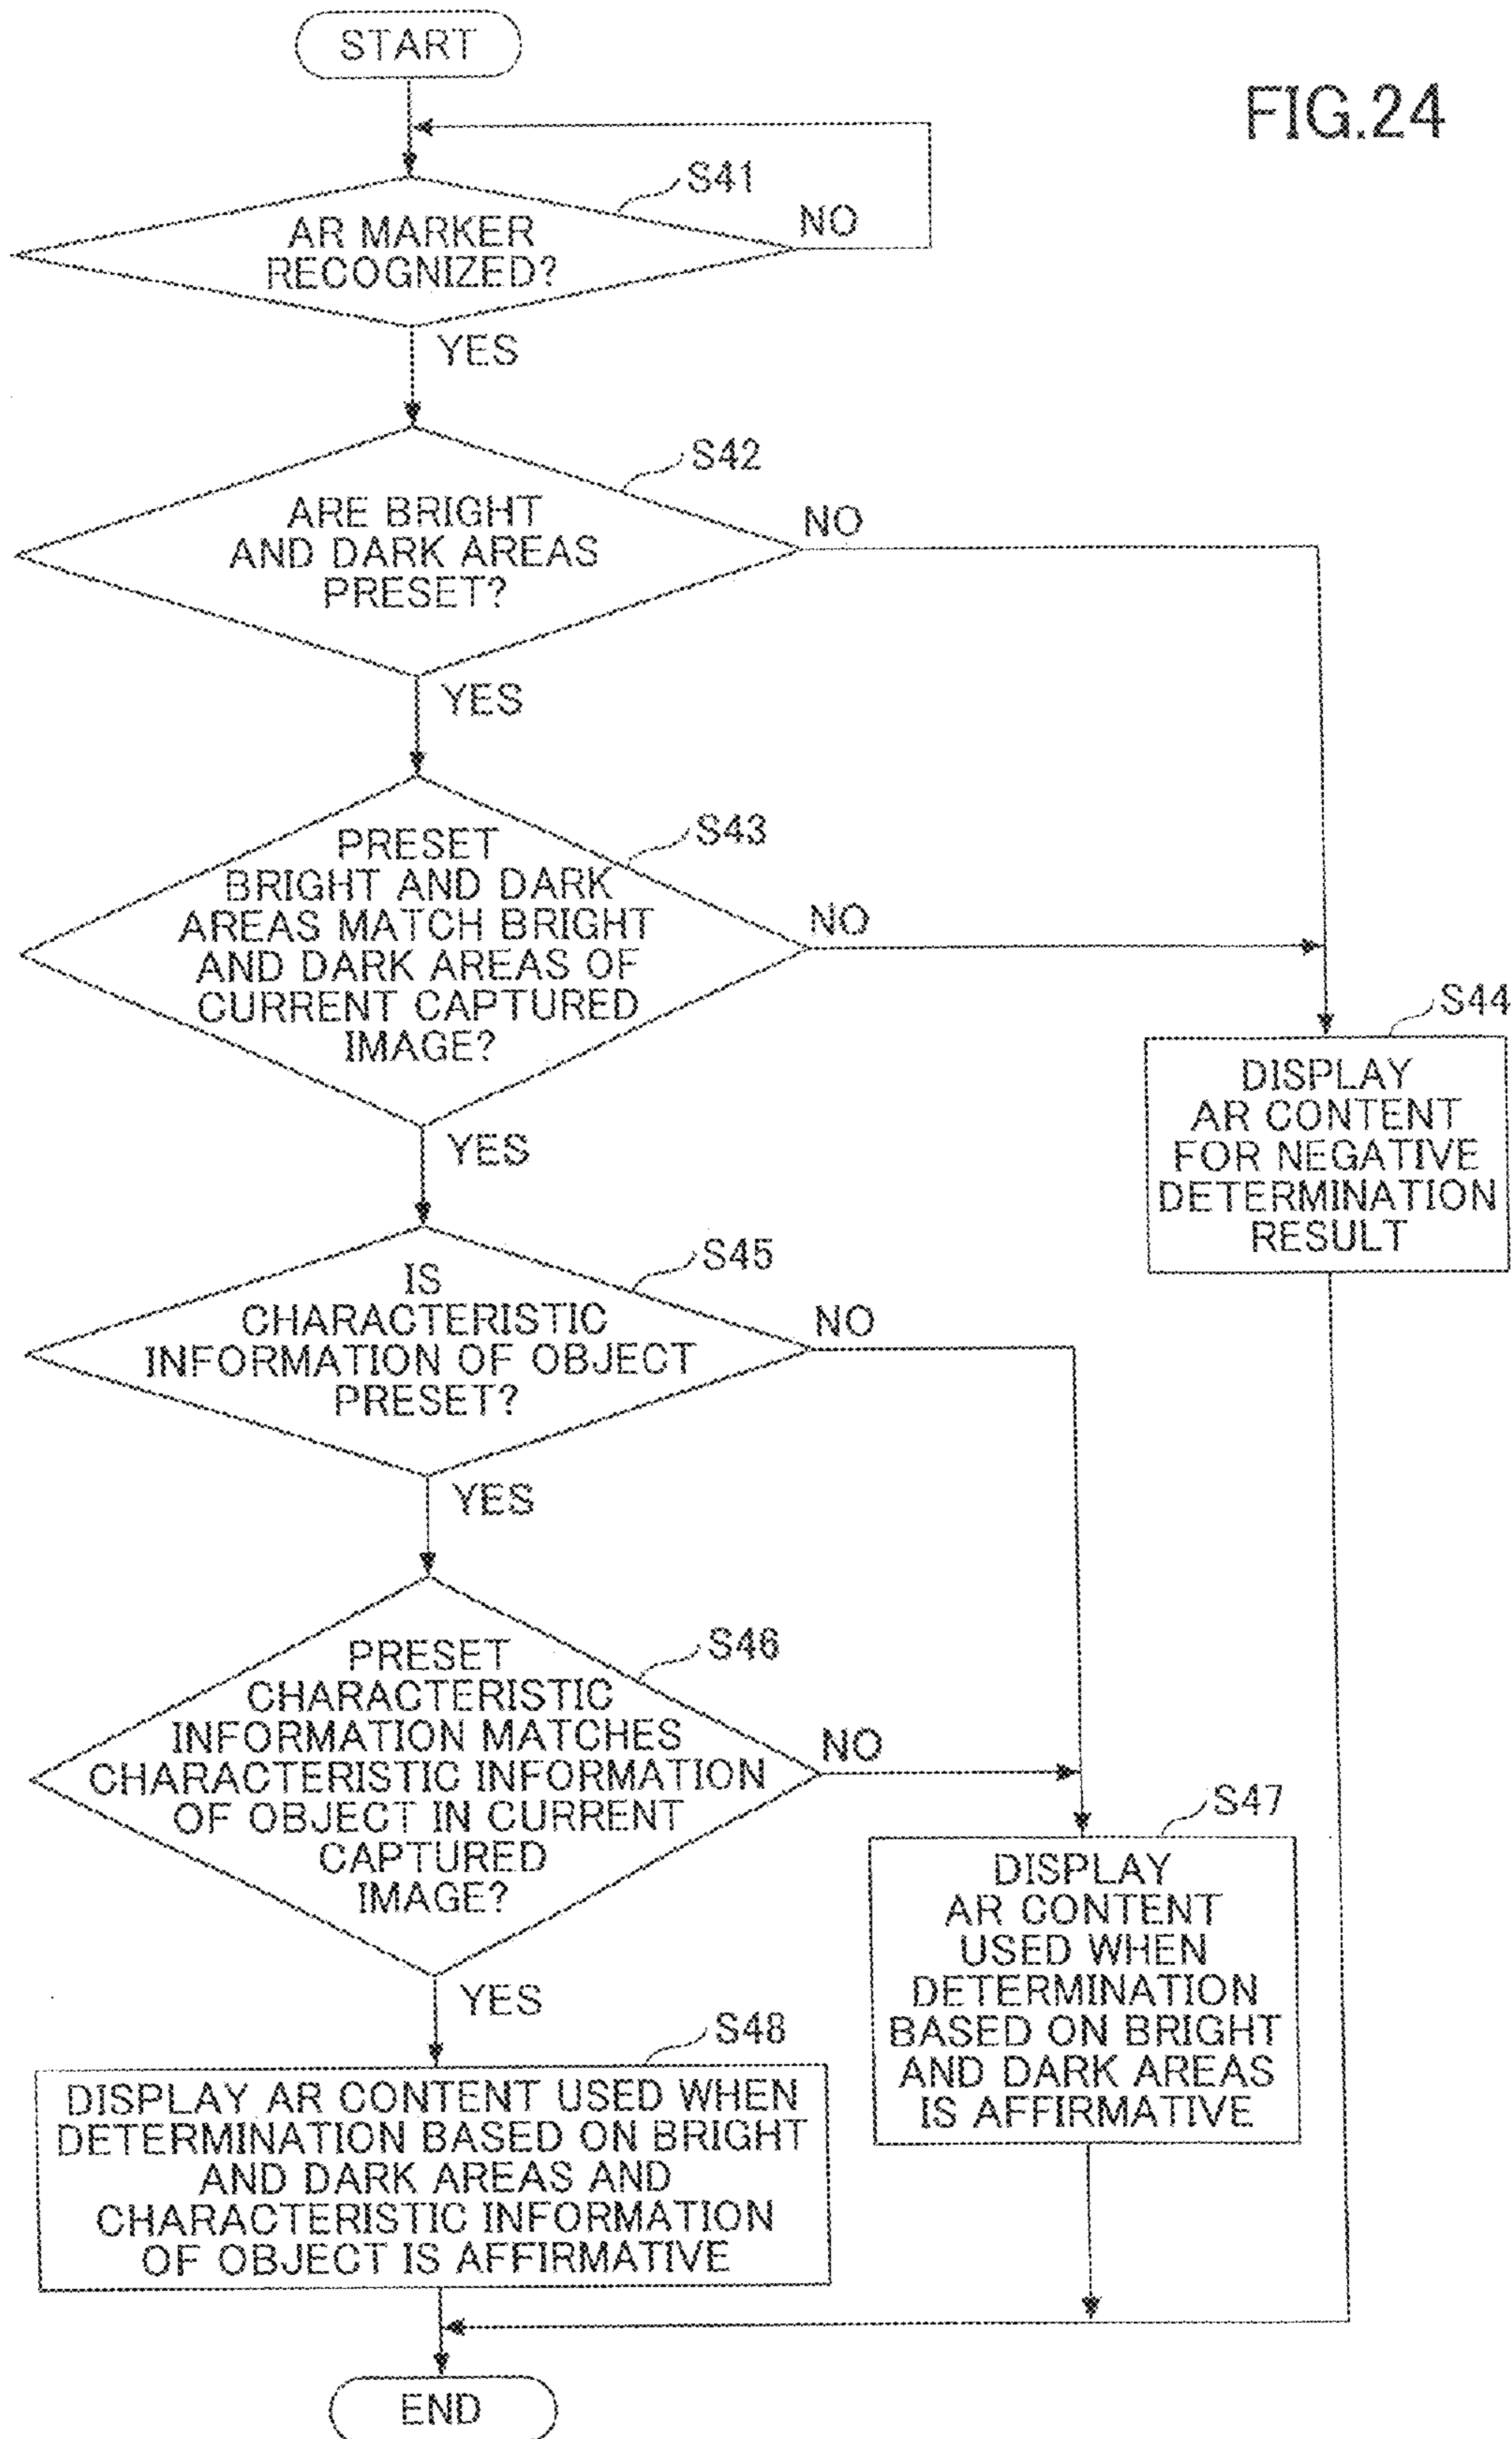 START
FIG.24
S41
AR MARKER
RECOGNIZED?
NO
YES
S42
ARE BRIGHT
AND DARK AREAS
PRESET?
NO
YES
S43
PRESET
BRIGHT AND DARK
AREAS MATCH BRIGHT
AND DARK AREAS OF
CURRENT CAPTURED
IMAGE?
NO
YES
S44
DISPLAY
AR CONTENT
FOR NEGATIVE
DETERMINATION
RESULT
S45
IS
CHARACTERISTIC
INFORMATION OF OBJECT
PRESET?
NO
YES
S46
PRESET
CHARACTERISTIC
INFORMATION MATCHES
CHARACTERISTIC INFORMATION
OF OBJECT IN CURRENT
CAPTURED
IMAGE?
NO
YES
S47
DISPLAY
AR CONTENT
USED WHEN
DETERMINATION
BASED ON BRIGHT
AND DARK AREAS
IS AFFIRMATIVE
S48
DISPLAY AR CONTENT USED WHEN
DETERMINATION BASED ON BRIGHT
AND DARK AREAS AND
CHARACTERISTIC INFORMATION
OF OBJECT IS AFFIRMATIVE
END